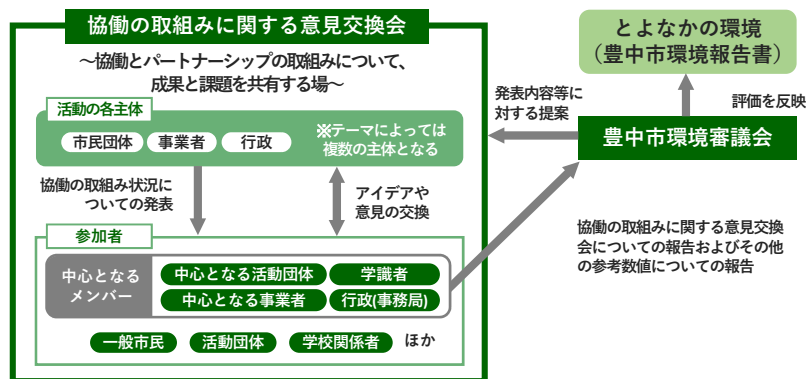 協働の取組みに関する意見交換会
～協働とパートナーシップの取組みについて、
成果と課題を共有する場～
活動の各主体
市民団体
事業者
行政
※テーマによっては
複数の主体となる
協働の取組み状況に
ついての発表
アイデアや
意見の交換
参加者
中心となる
メンバー
中心となる活動団体
学識者
中心となる事業者
行政(事務局)
一般市民
活動団体
学校関係者
ほか
とよなかの環境
（豊中市環境報告書）
発表内容等に
対する提案
評価を反映
豊中市環境審議会
協働の取組みに関する意見交換
会についての報告およびその他
の参考数値についての報告